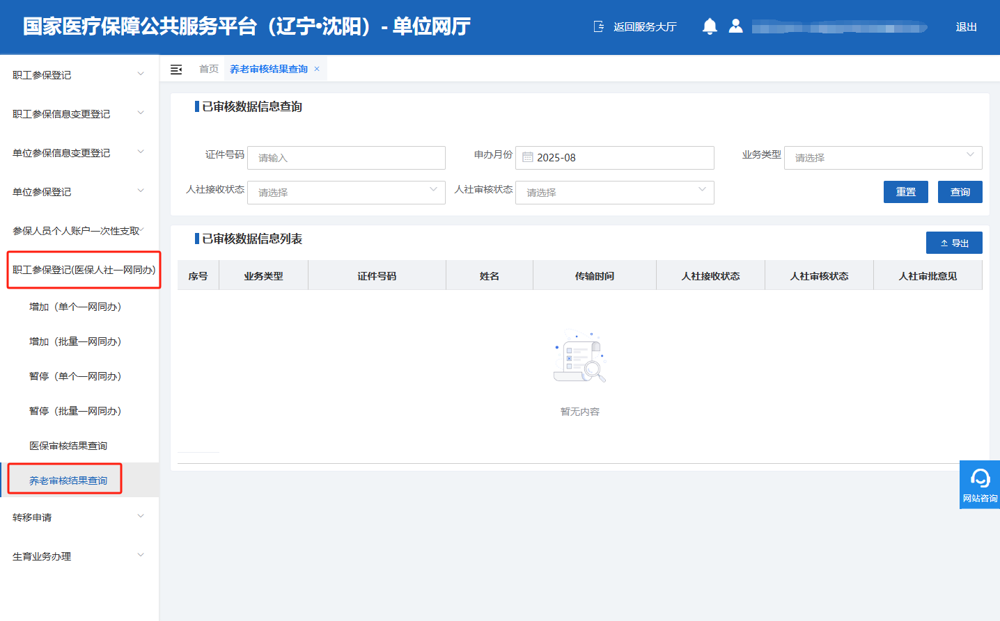 国家医疗保障公共服务平台（辽宁•沈阳）- 单位网厅
返回服务大厅
退出
职工参保登记
职工参保信息变更登记
单位参保信息变更登记
单位参保登记
参保人员个人账户一次性支取
职工参保登记(医保人社一网同办)
增加（单个一网同办）
增加（批量一网同办）
暂停（单个一网同办）
暂停（批量一网同办）
医保审核结果查询
养老审核结果查询
转移申请
生育业务办理
首页 养老审核结果查询 ×
已审核数据信息查询
证件号码 请输入 申办月份 2025-08 业务类型 请选择
人社接收状态 请选择 人社审核状态 请选择 重置 查询
已审核数据信息列表
导出
序号 业务类型 证件号码 姓名 传输时间 人社接收状态 人社审核状态 人社审批意见
暂无内容
网站咨询